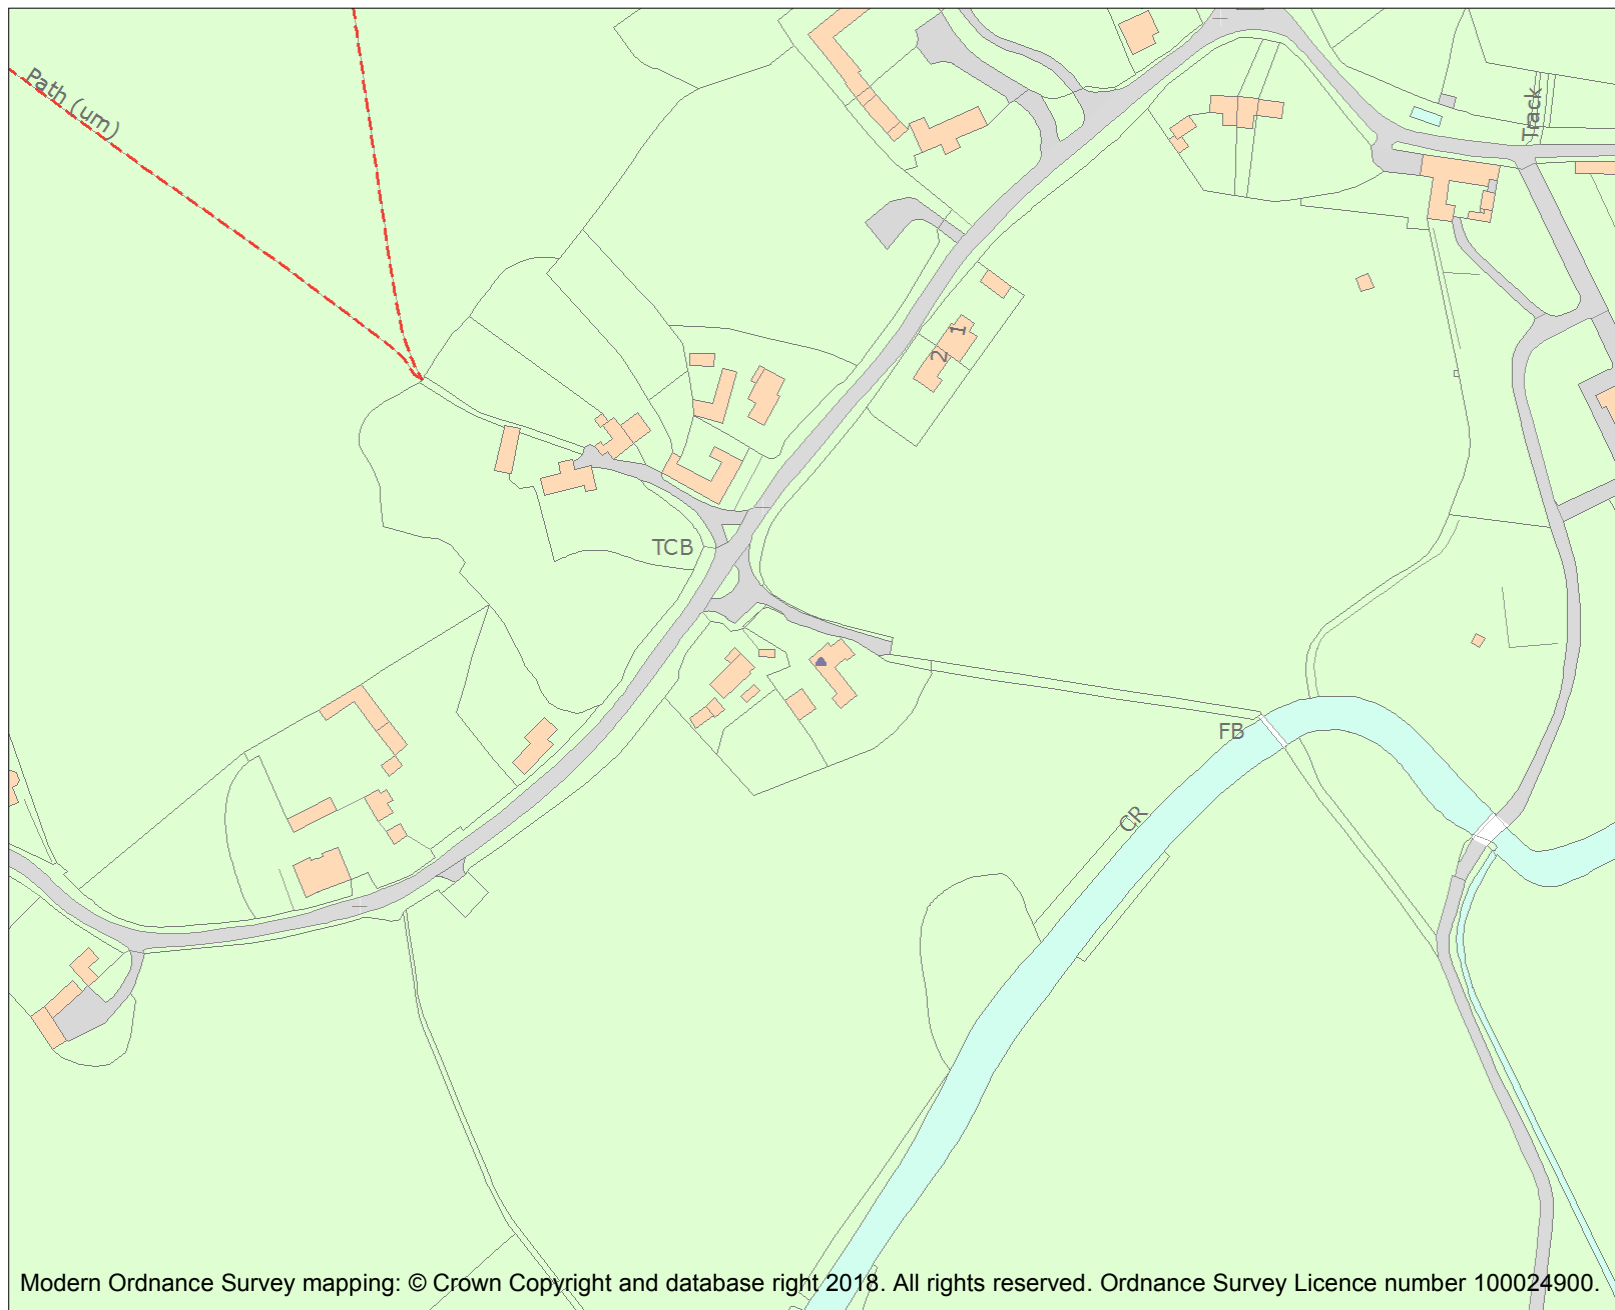 Path (um)
Track
1
2
TCB
FB
CR
Modern Ordnance Survey mapping: © Crown Copyright and database right 2018. All rights reserved. Ordnance Survey Licence number 100024900.